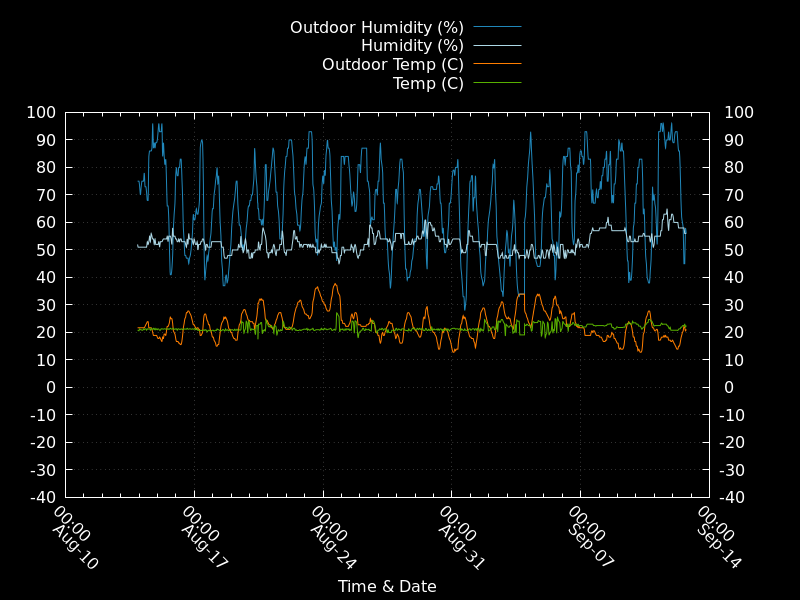 Outdoor Humidity (%)
Humidity (%)
Outdoor Temp (C)
Temp (C)
100 100
90 90
80 80
70 70
60 60
50 50
40 40
30 30
20 20
10 10
0 0
-10 -10
-20 -20
-30 -30
-40 -40
00:00 00:00 00:00 00:00 00:00 00:00
Aug-10 Aug-17 Aug-24 Aug-31 Sep-07 Sep-14
Time & Date